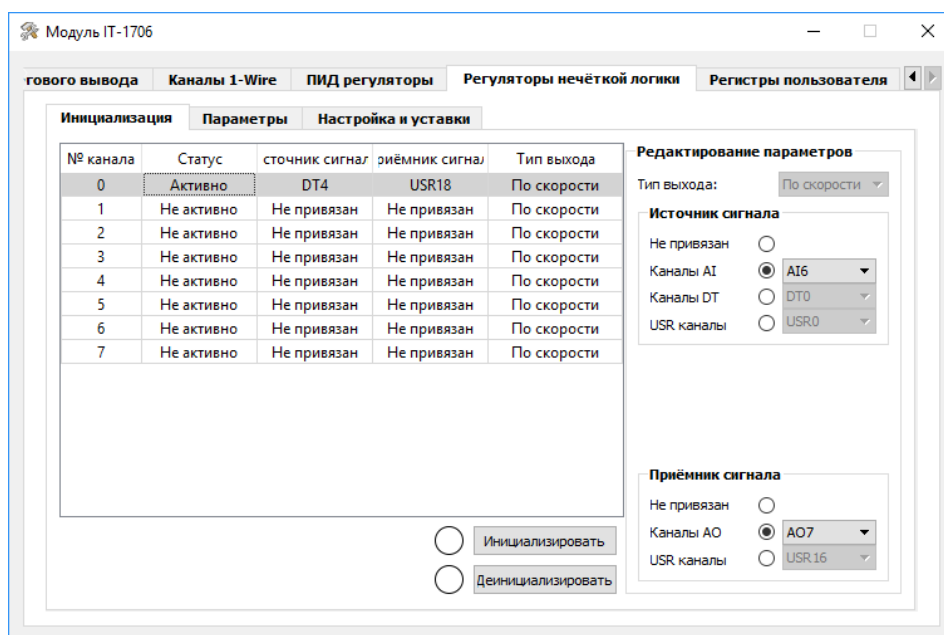 Модуль IT-1706
гового вывода Каналы 1-Wire ПИД регуляторы Регуляторы нечёткой логики Регистры пользователя
Инициализация Параметры Настройка и уставки
№ канала Статус сточник сигнал риёмник сигнал Тип выхода
0 Активно DT4 USR18 По скорости
1 Не активно Не привязан Не привязан По скорости
2 Не активно Не привязан Не привязан По скорости
3 Не активно Не привязан Не привязан По скорости
4 Не активно Не привязан Не привязан По скорости
5 Не активно Не привязан Не привязан По скорости
6 Не активно Не привязан Не привязан По скорости
7 Не активно Не привязан Не привязан По скорости
Инициализировать
Деинициализировать
Редактирование параметров
Тип выхода: По скорости
Источник сигнала
Не привязан
Каналы AI AI6
Каналы DT DT0
USR каналы USR0
Приёмник сигнала
Не привязан
Каналы AO AO7
USR каналы USR16